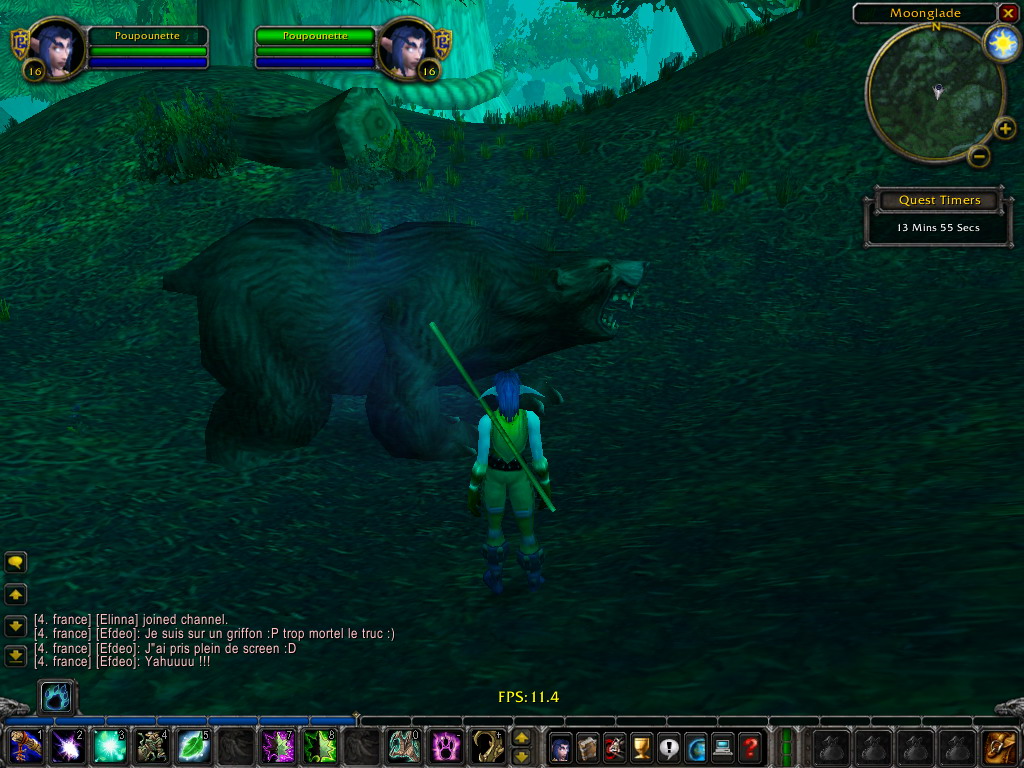 Poupounette
16
Poupounette
16
Moonglade
N
Quest Timers
13 Mins 55 Secs
[4. france] [Elinna] joined channel.
[4. france] [Efdeo]: Je suis sur un griffon :P trop mortel le truc :)
[4. france] [Efdeo]: J"ai pris plein de screen :D
[4. france] [Efdeo]: Yahuuuu !!!
FPS: 11.4
1 2 3 4 5 7 8 0 +